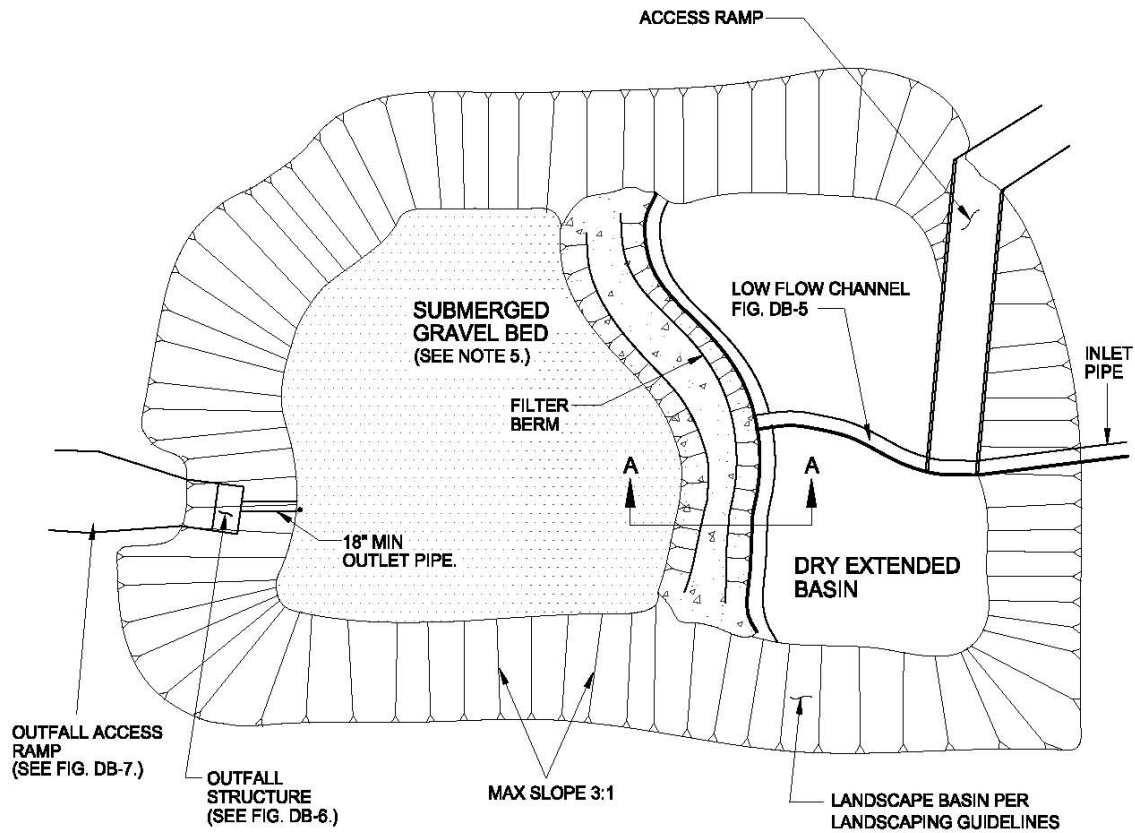 ACCESS RAMP
LOW FLOW CHANNEL
FIG. DB-5
INLET
PIPE
SUBMERGED
GRAVEL BED
(SEE NOTE 5.)
FILTER
BERM
A
A
18" MIN
OUTLET PIPE.
DRY EXTENDED
BASIN
OUTFALL ACCESS
RAMP
(SEE FIG. DB-7.)
OUTFALL
STRUCTURE
(SEE FIG. DB-6.)
MAX SLOPE 3:1
LANDSCAPE BASIN PER
LANDSCAPING GUIDELINES